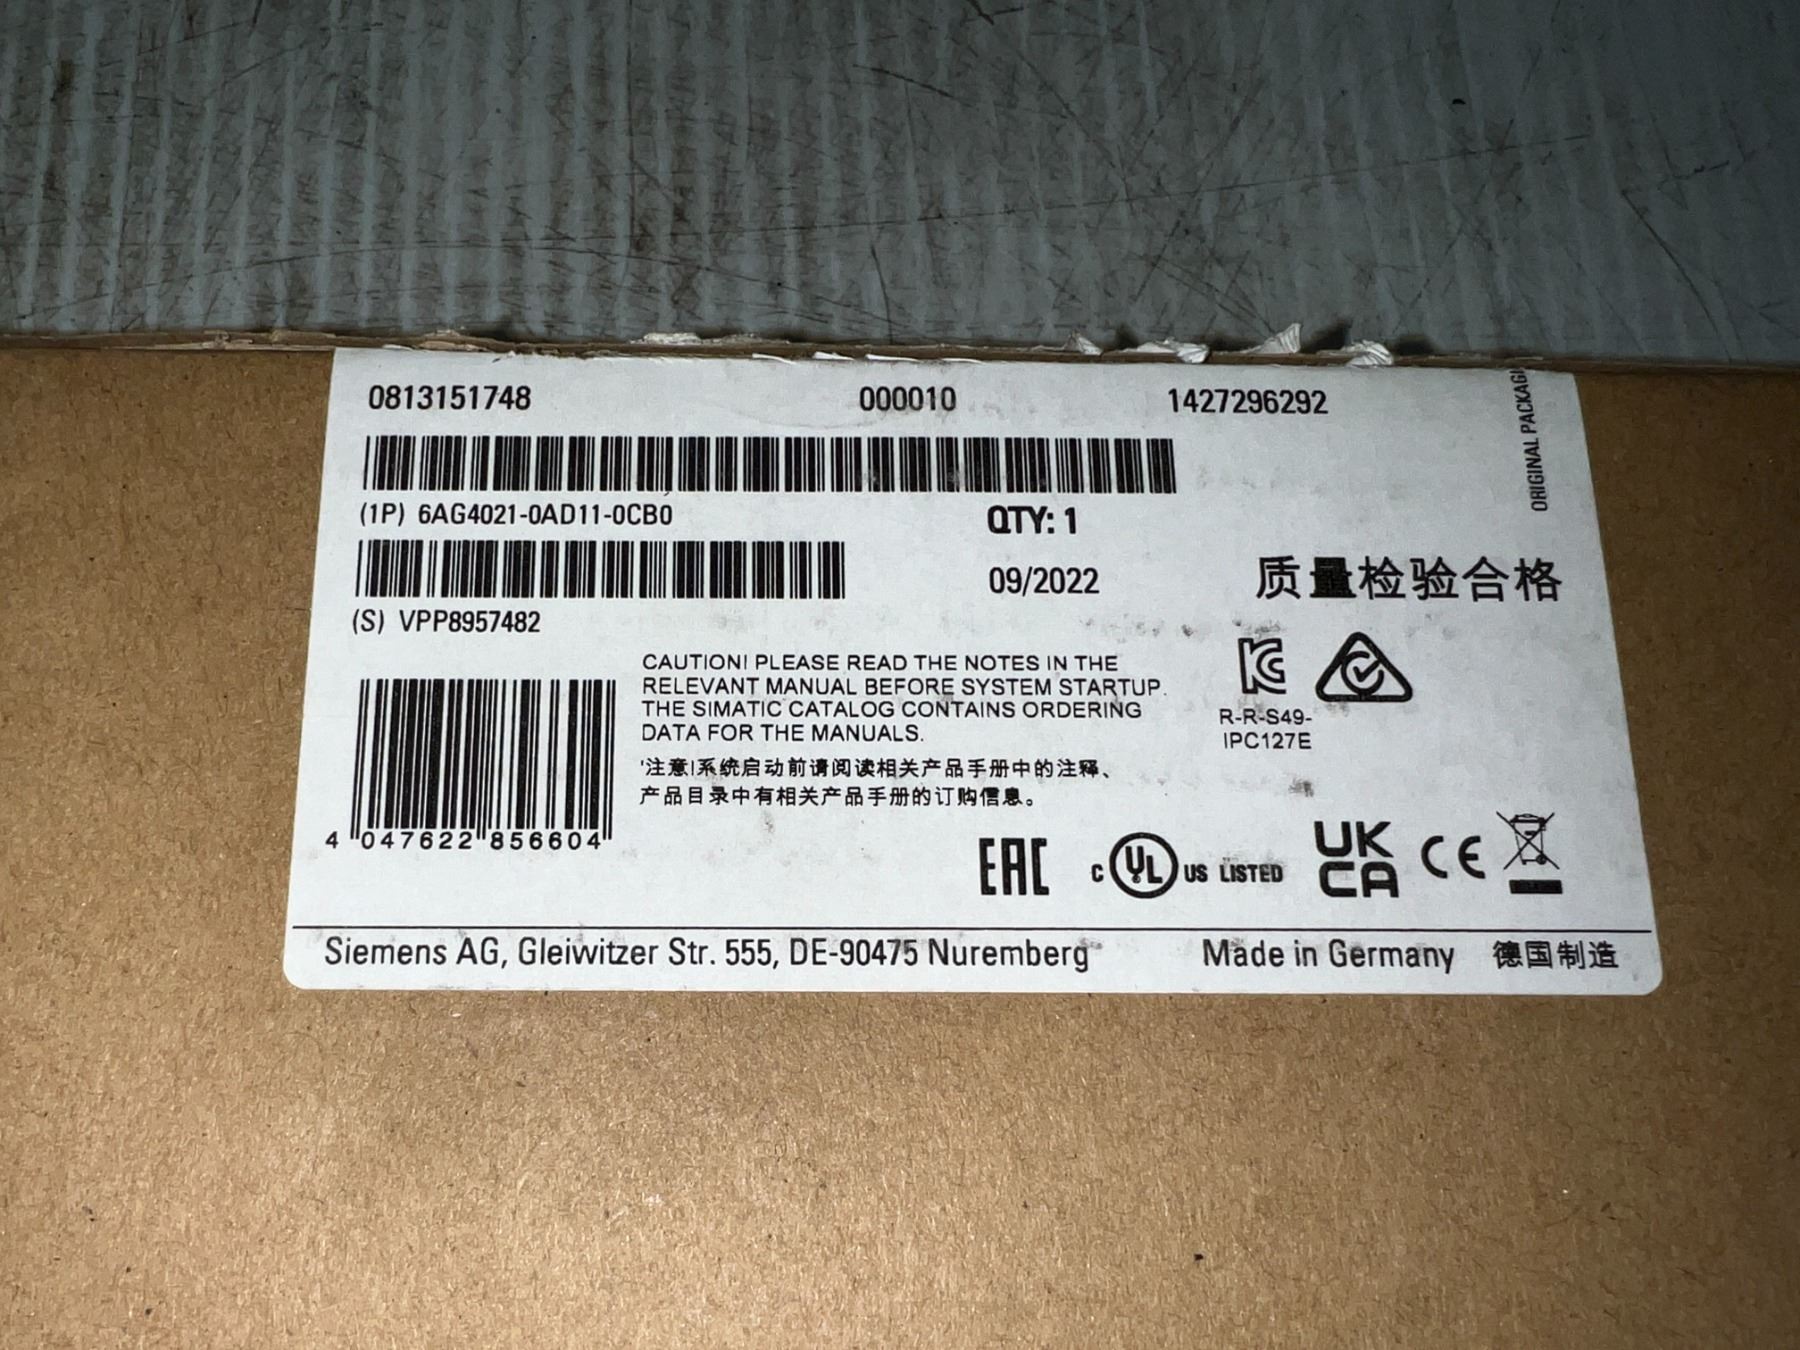 0813151748 000010 1427296292
ORIGINAL PACKAGI
(1P) 6AG4021-0AD11-0CB0
QTY: 1
09/2022
质量检验合格
(S) VPP8957482
CAUTION! PLEASE READ THE NOTES IN THE
RELEVANT MANUAL BEFORE SYSTEM STARTUP.
THE SIMATIC CATALOG CONTAINS ORDERING
DATA FOR THE MANUALS.
'注意!系统启动前请阅读相关产品手册中的注释、
产品目录中有相关产品手册的订购信息。
R-R-S49-
IPC127E
4 047622 856604
EAC
C UL US LISTED
UK
CA
CE
Siemens AG, Gleiwitzer Str. 555, DE-90475 Nuremberg
Made in Germany 德国制造